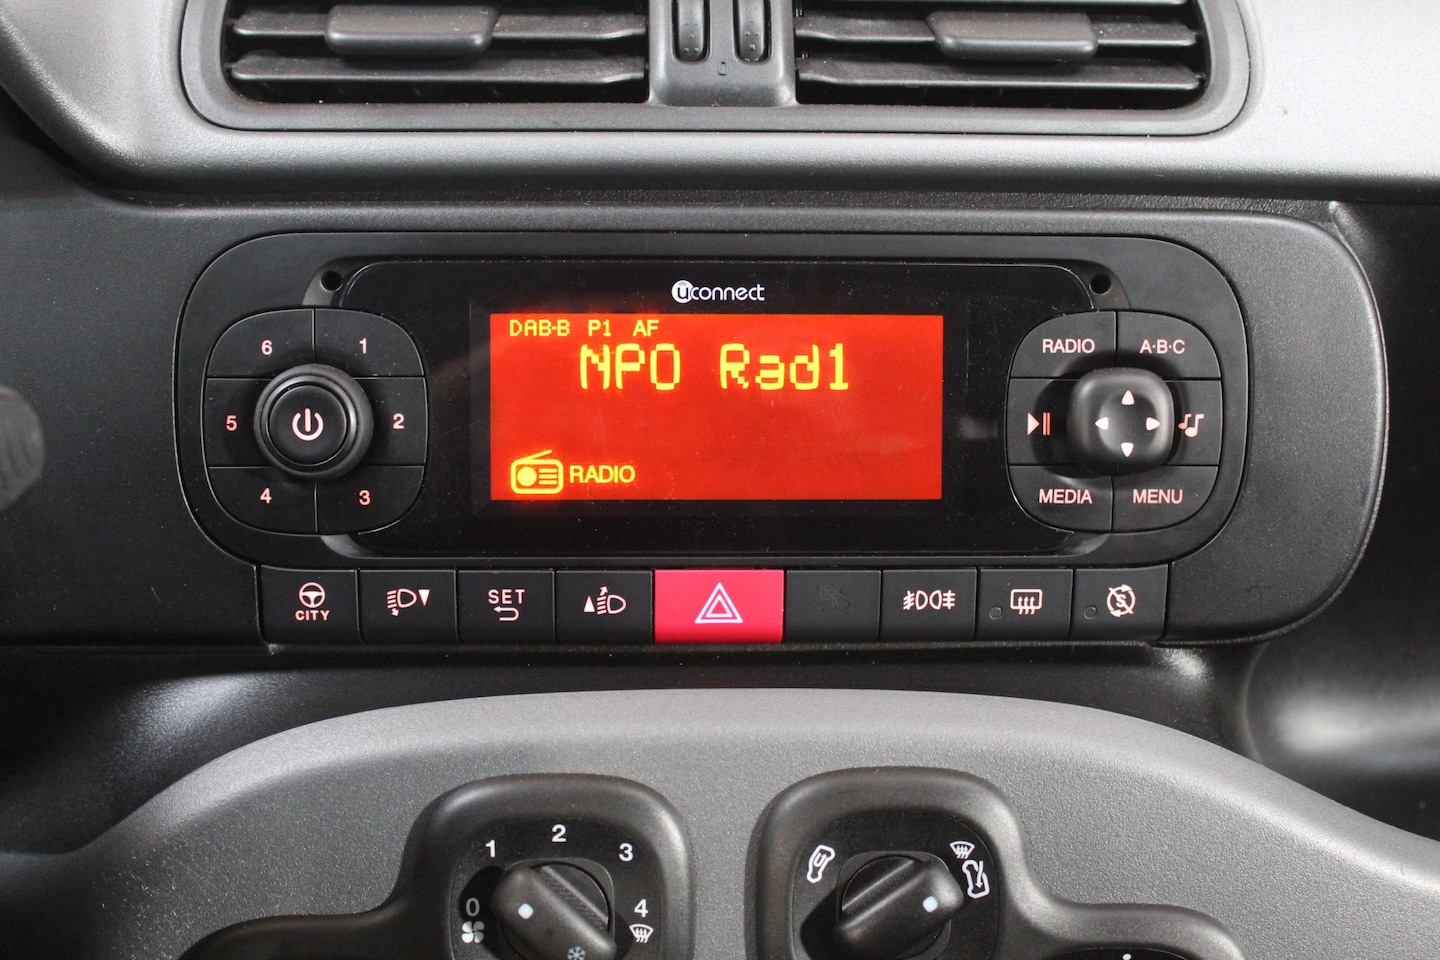 uconnect
DAB-B P1 AF
NPO Rad1
RADIO
6 1
5 2
4 3
RADIO A·B·C
MEDIA MENU
CITY
SET
0
0 1 2 3 4